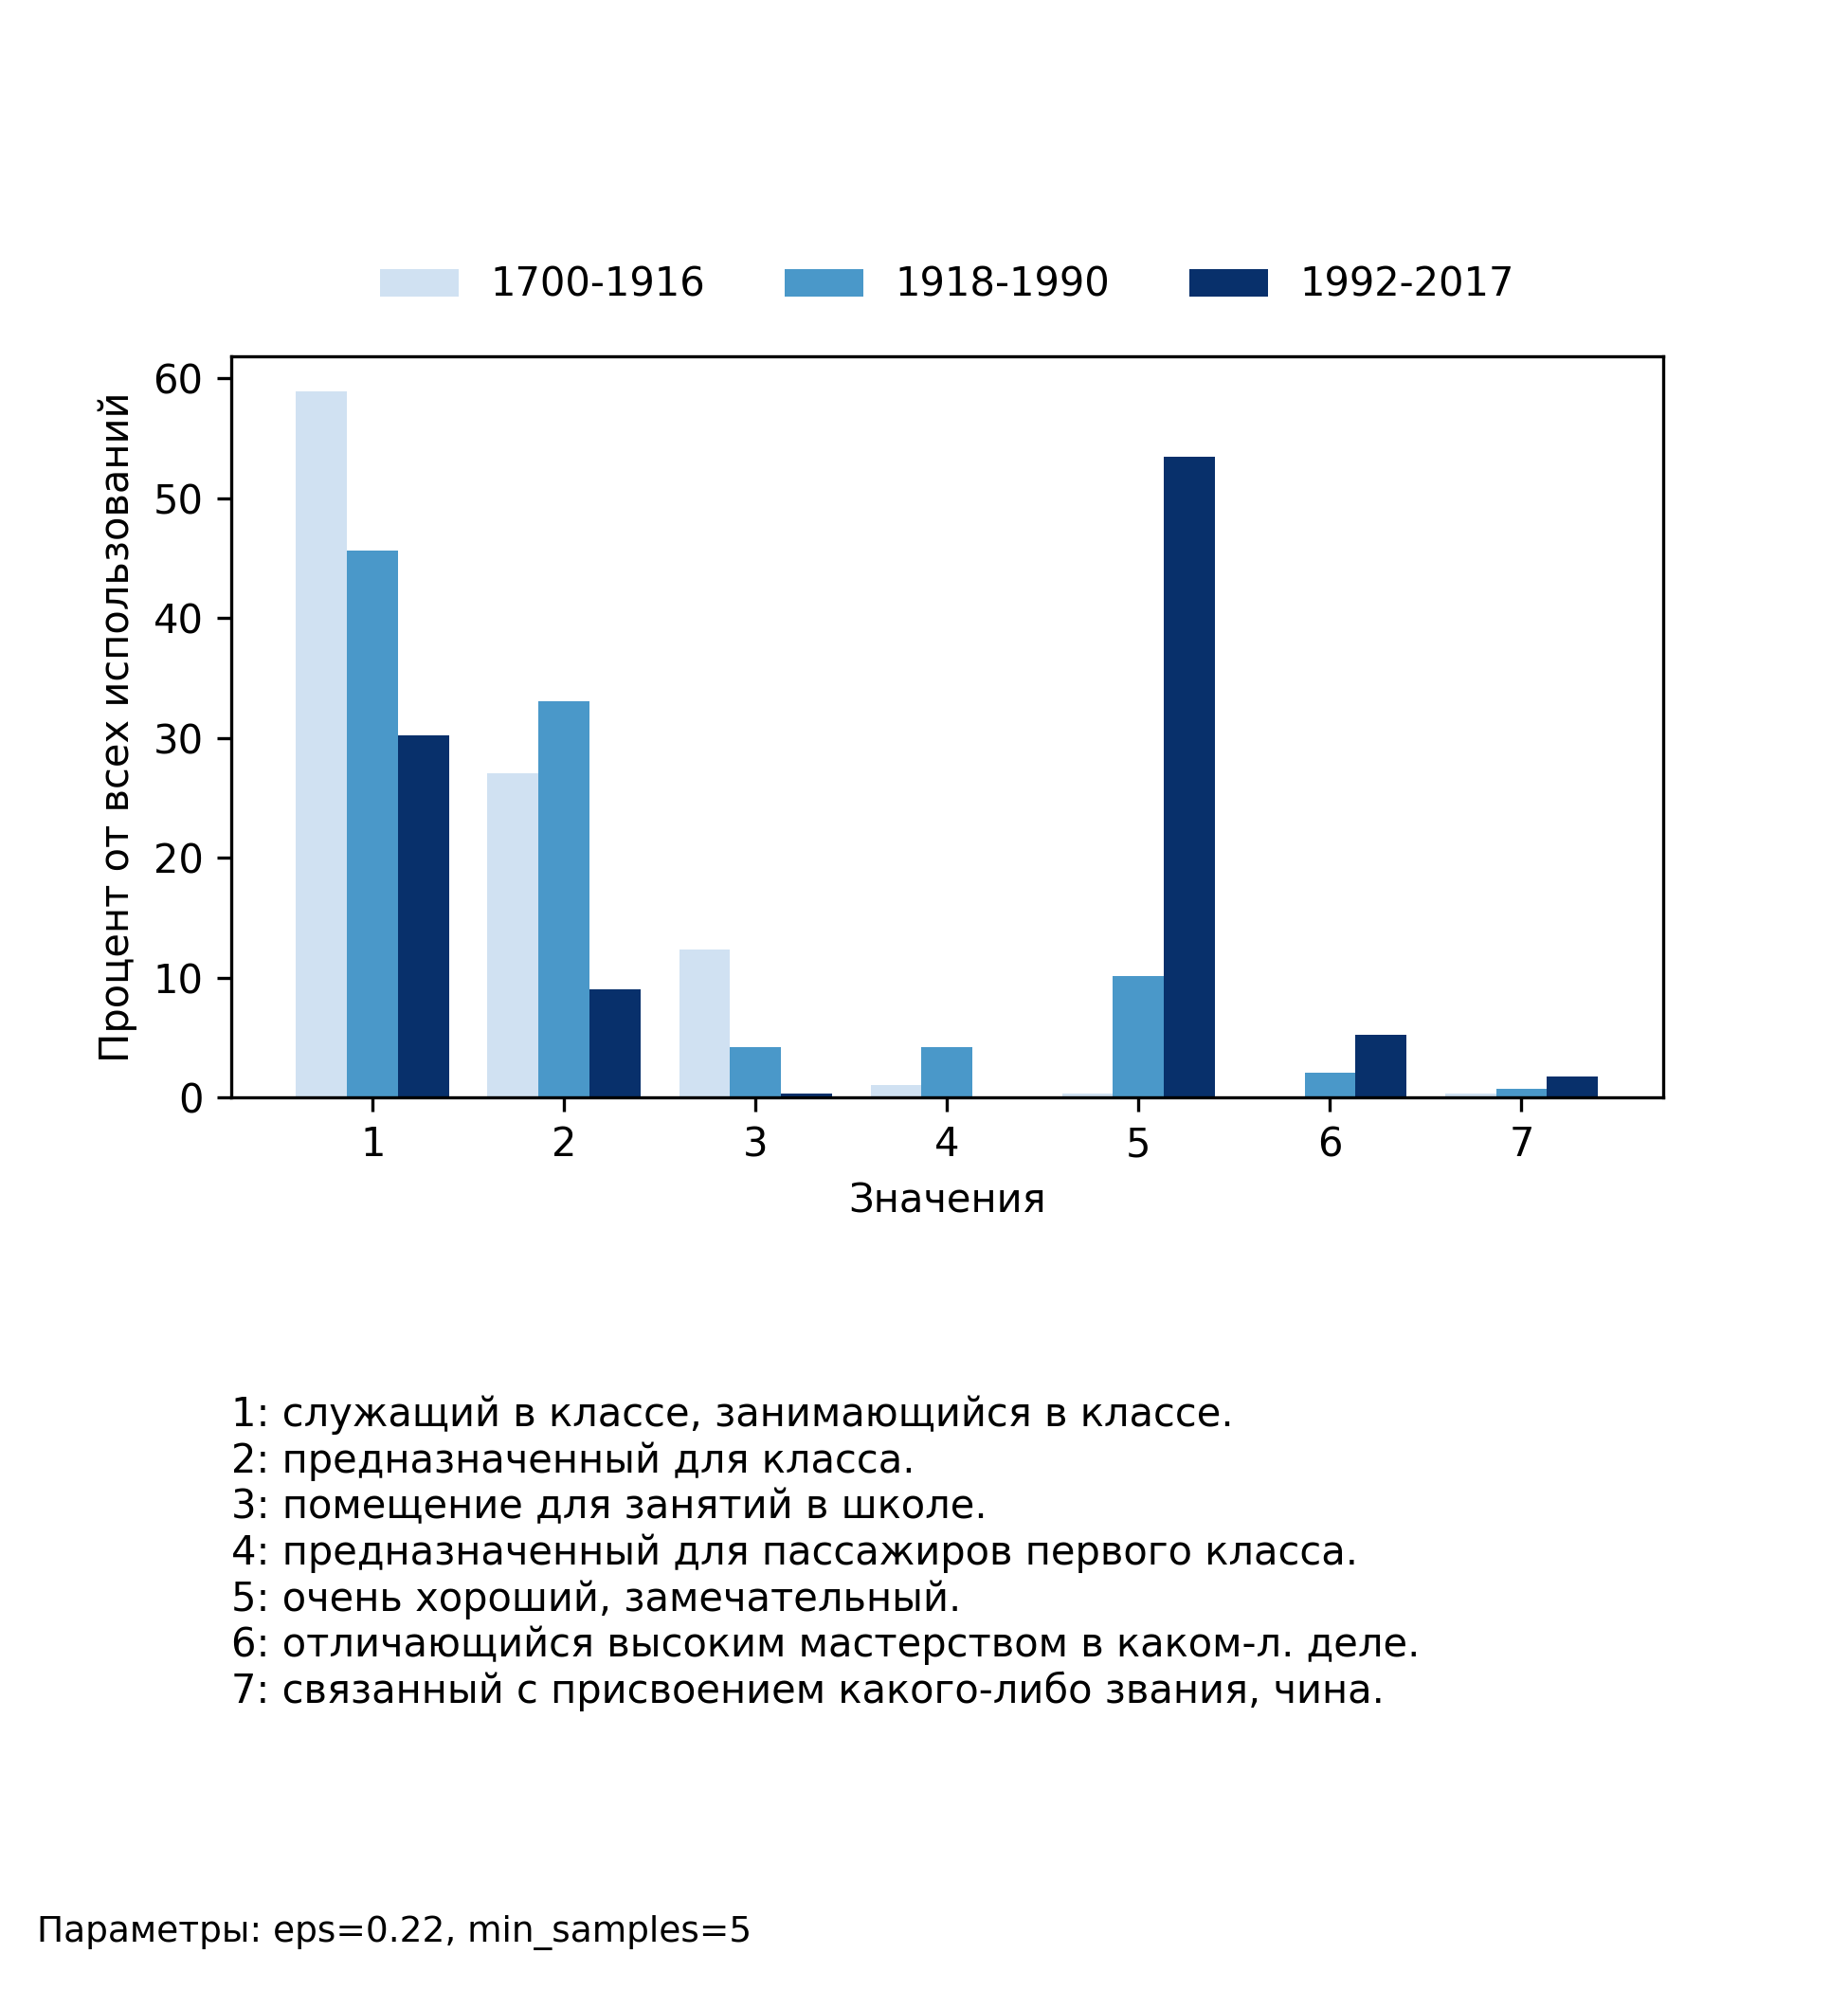 1700-1916 1918-1990 1992-2017
Процент от всех использований
60
50
40
30
20
10
0
1 2 3 4 5 6 7
Значения
1: служащий в классе, занимающийся в классе.
2: предназначенный для класса.
3: помещение для занятий в школе.
4: предназначенный для пассажиров первого класса.
5: очень хороший, замечательный.
6: отличающийся высоким мастерством в каком-л. деле.
7: связанный с присвоением какого-либо звания, чина.
Параметры: eps=0.22, min_samples=5